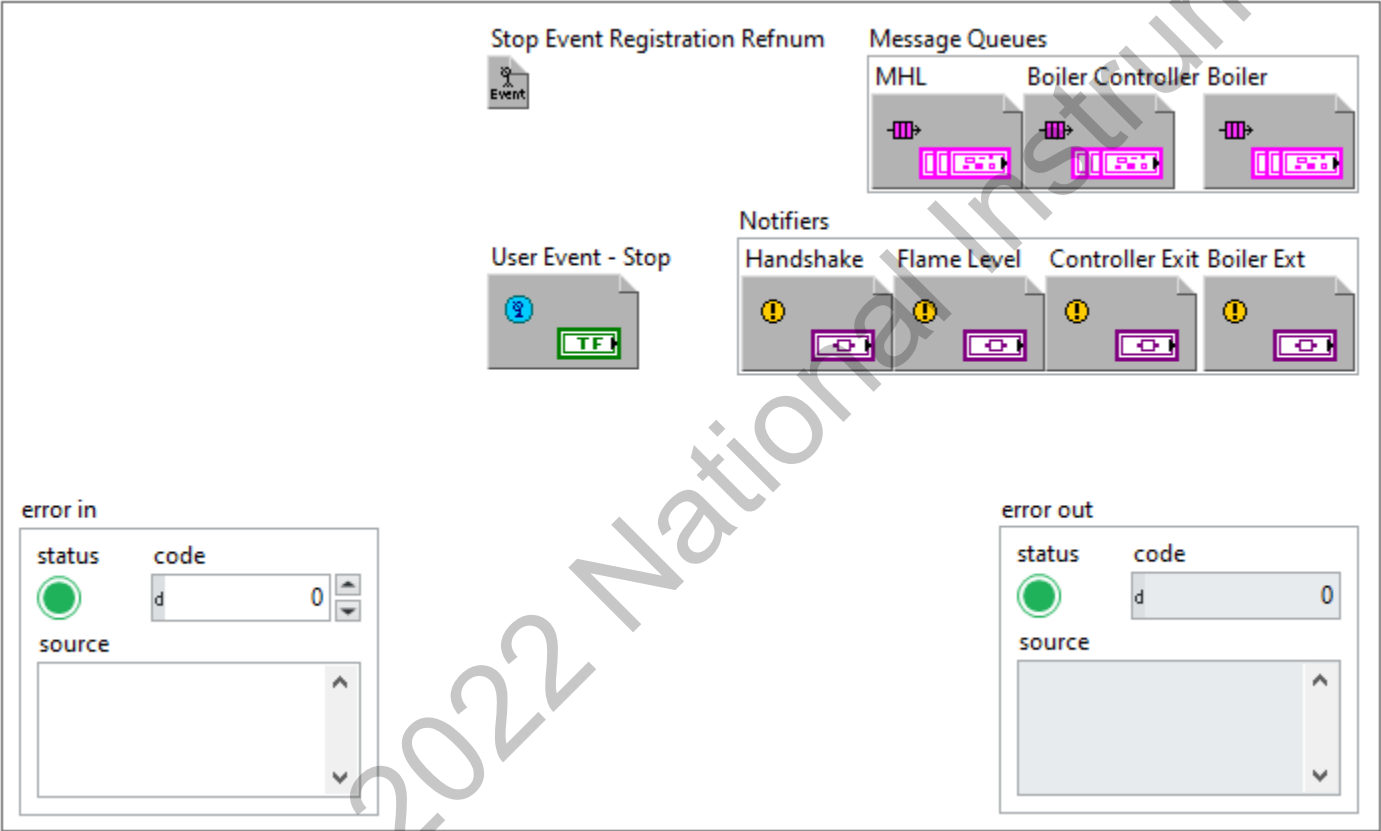 Stop Event Registration Refnum
Message Queues
Event
MHL
Boiler Controller
Boiler
Notifiers
User Event - Stop
Handshake
Flame Level
Controller Exit
Boiler Ext
TF
error in
status
code
d
0
source
error out
status
code
d
0
source
2022 National Instrum